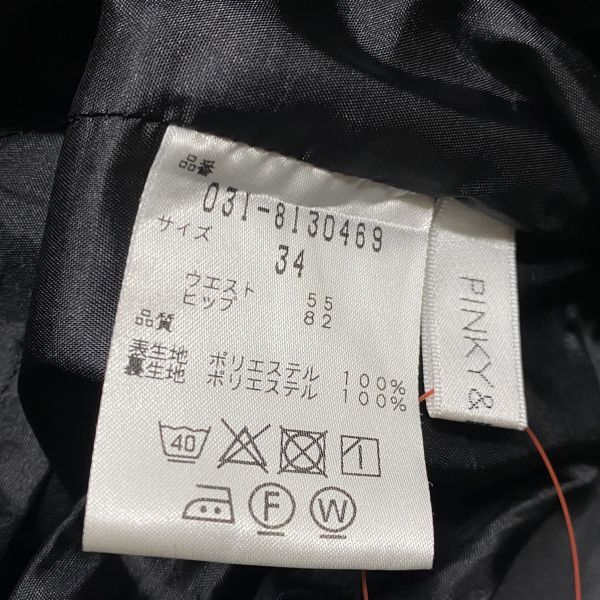 品番
031-8130469
サイズ
34
ウエスト 55
ヒップ 82
品質
表生地 ポリエステル 100%
裏生地 ポリエステル 100%
40
F W
PINKY &